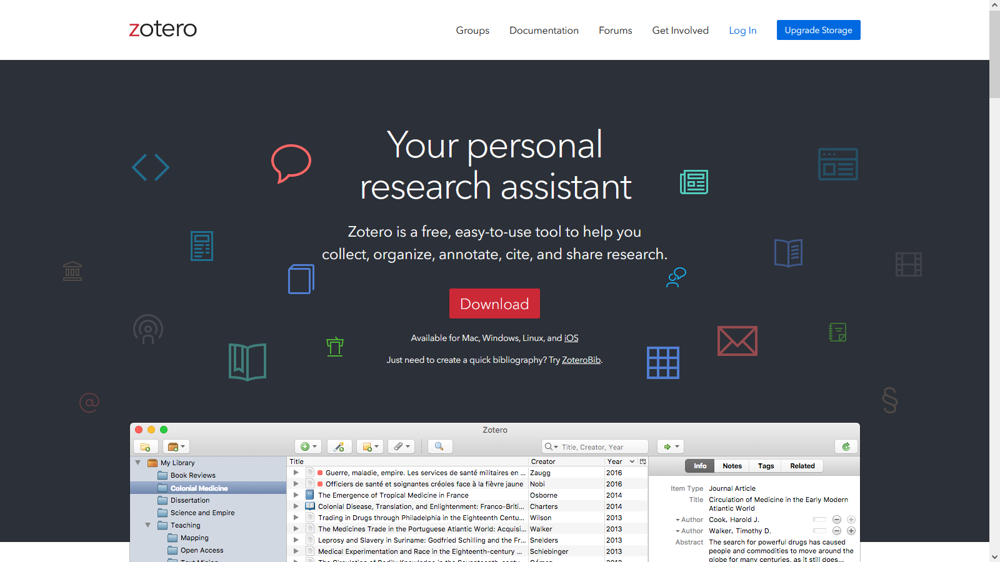 zotero
Groups
Documentation
Forums
Get Involved
Log In
Upgrade Storage
Your personal
research assistant
Zotero is a free, easy-to-use tool to help you
collect, organize, annotate, cite, and share research.
Download
Available for Mac, Windows, Linux, and iOS
Just need to create a quick bibliography? Try ZoteroBib.
Zotero
Title, Creator, Year
My Library
Book Reviews
Colonial Medicine
Dissertation
Science and Empire
Teaching
Mapping
Open Access
Title Creator Year
Guerre, maladie, empire. Les services de santé militaires en ... Zaugg 2016
Officiers de santé et soignantes créoles face à la fièvre jaune Nobi 2016
The Emergence of Tropical Medicine in France Osborne 2014
Colonial Disease, Translation, and Enlightenment: Franco-Briti... Charters 2014
Trading in Drugs through Philadelphia in the Eighteenth Centu... Wilson 2013
The Medicines Trade in the Portuguese Atlantic World: Acquisi... Walker 2013
Leprosy and Slavery in Suriname: Godfried Schilling and the Fr... Snelders 2013
Medical Experimentation and Race in the Eighteenth-century ... Schiebinger 2013
Info Notes Tags Related
Item Type Journal Article
Title Circulation of Medicine in the Early Modern
Atlantic World
Author Cook, Harold J.
Author Walker, Timothy D.
Abstract The search for powerful drugs has caused
people and commodities to move around the
globe for many centuries, as it still does...